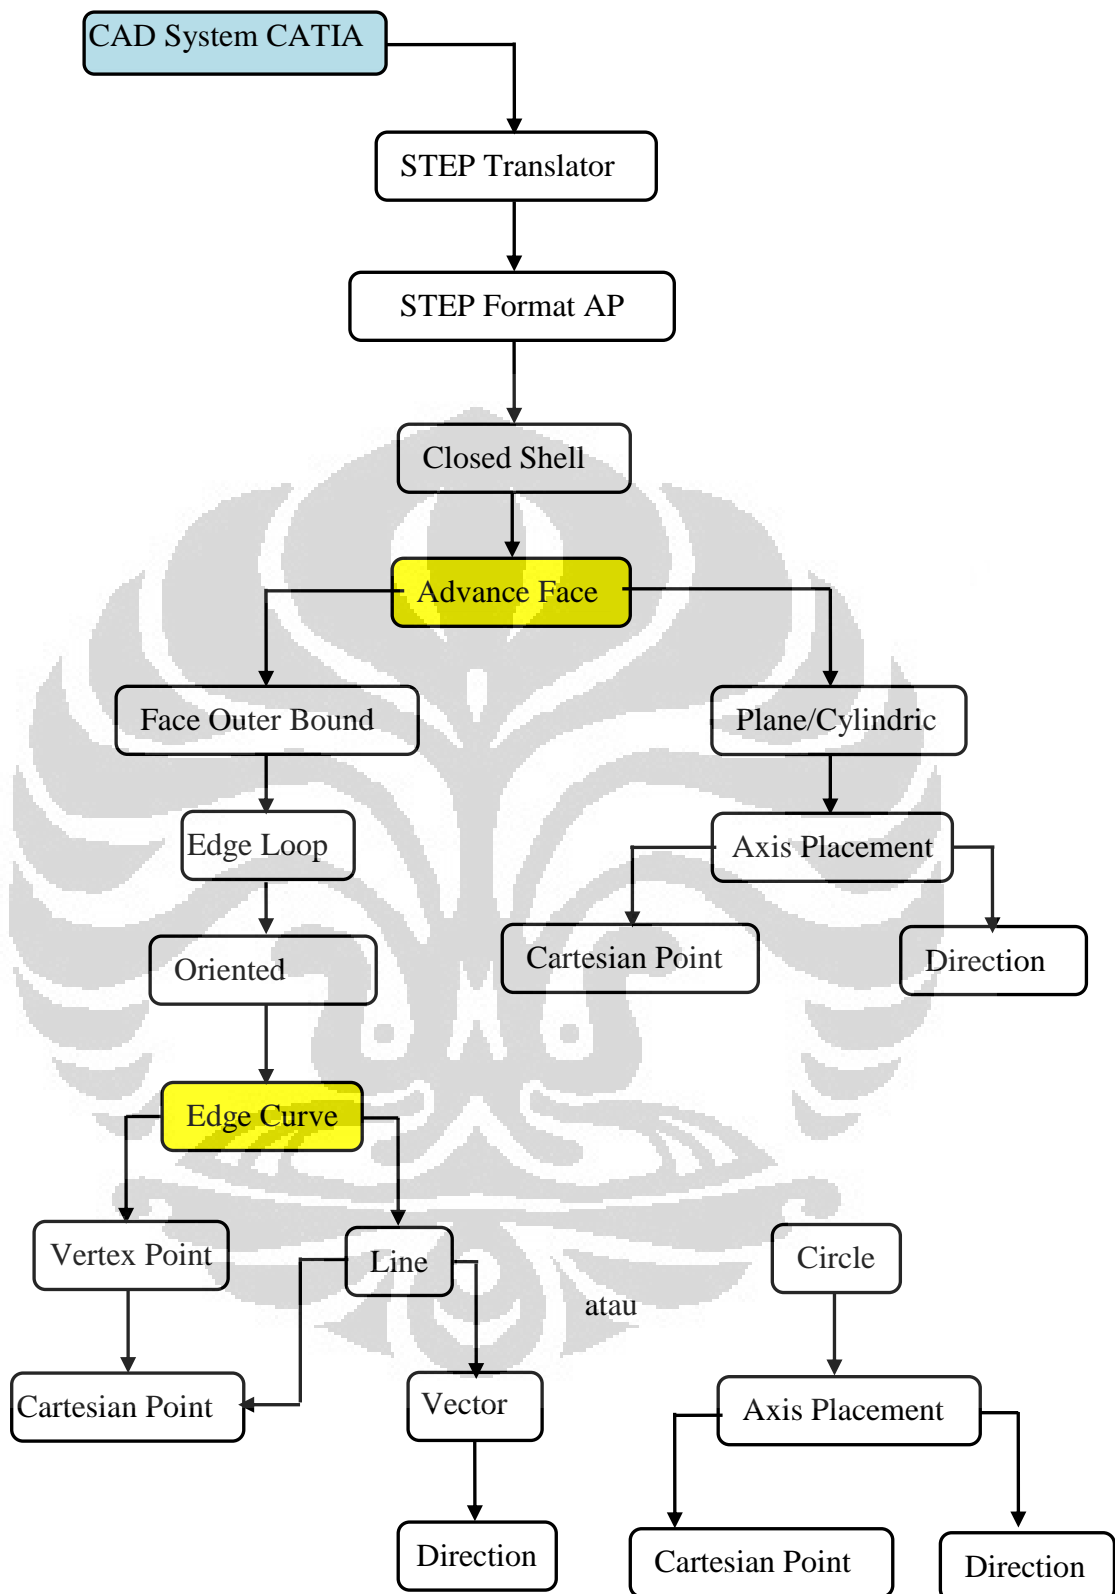 CAD System CATIA
STEP Translator
STEP Format AP
Closed Shell
Advance Face
Face Outer Bound
Plane/Cylindric
Edge Loop
Axis Placement
Cartesian Point
Direction
Oriented
Edge Curve
Vertex Point
Line
Circle
atau
Cartesian Point
Vector
Axis Placement
Direction
Cartesian Point
Direction